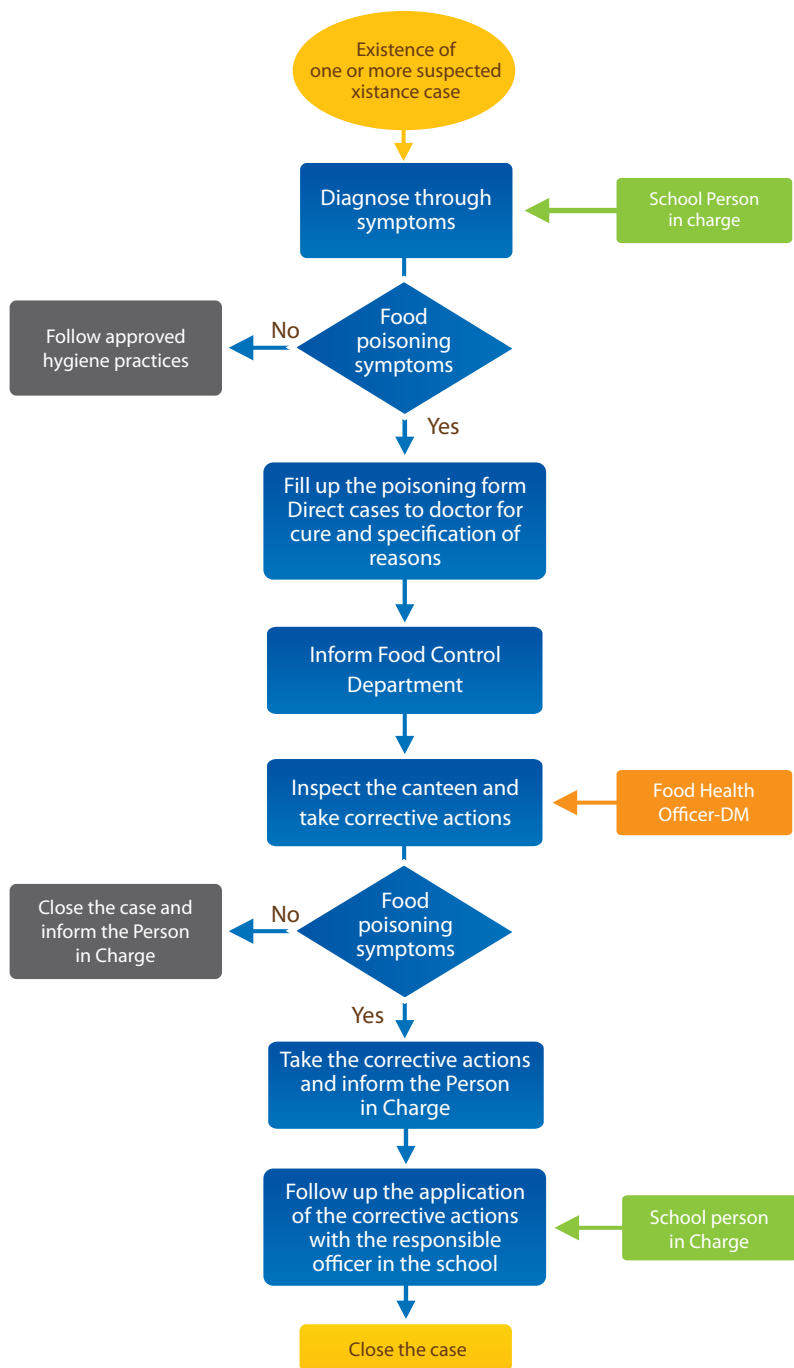 Existence of
one or more suspected
xistance case
Diagnose through
symptoms
School Person
in charge
Food
poisoning
symptoms
No
Follow approved
hygiene practices
Yes
Fill up the poisoning form
Direct cases to doctor for
cure and specification of
reasons
Inform Food Control
Department
Inspect the canteen and
take corrective actions
Food Health
Officer-DM
Food
poisoning
symptoms
No
Close the case and
inform the Person
in Charge
Yes
Take the corrective actions
and inform the Person
in Charge
Follow up the application
of the corrective actions
with the responsible
officer in the school
School person
in Charge
Close the case